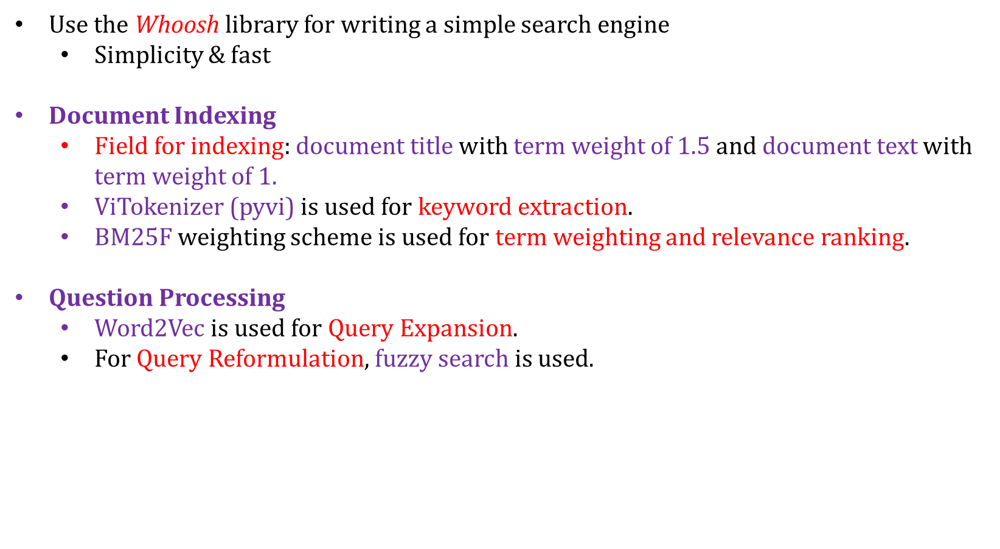 • Use the Whoosh library for writing a simple search engine
• Simplicity & fast
• Document Indexing
• Field for indexing: document title with term weight of 1.5 and document text with
term weight of 1.
• ViTokenizer (pyvi) is used for keyword extraction.
• BM25F weighting scheme is used for term weighting and relevance ranking.
• Question Processing
• Word2Vec is used for Query Expansion.
• For Query Reformulation, fuzzy search is used.